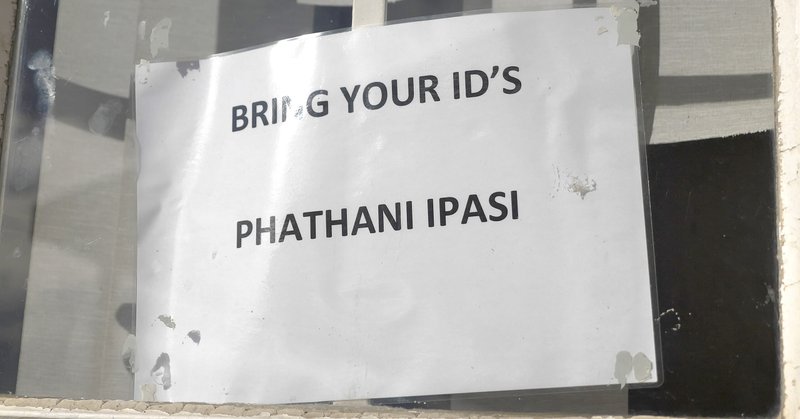 BRING YOUR ID'S
PHATHANI IPASI